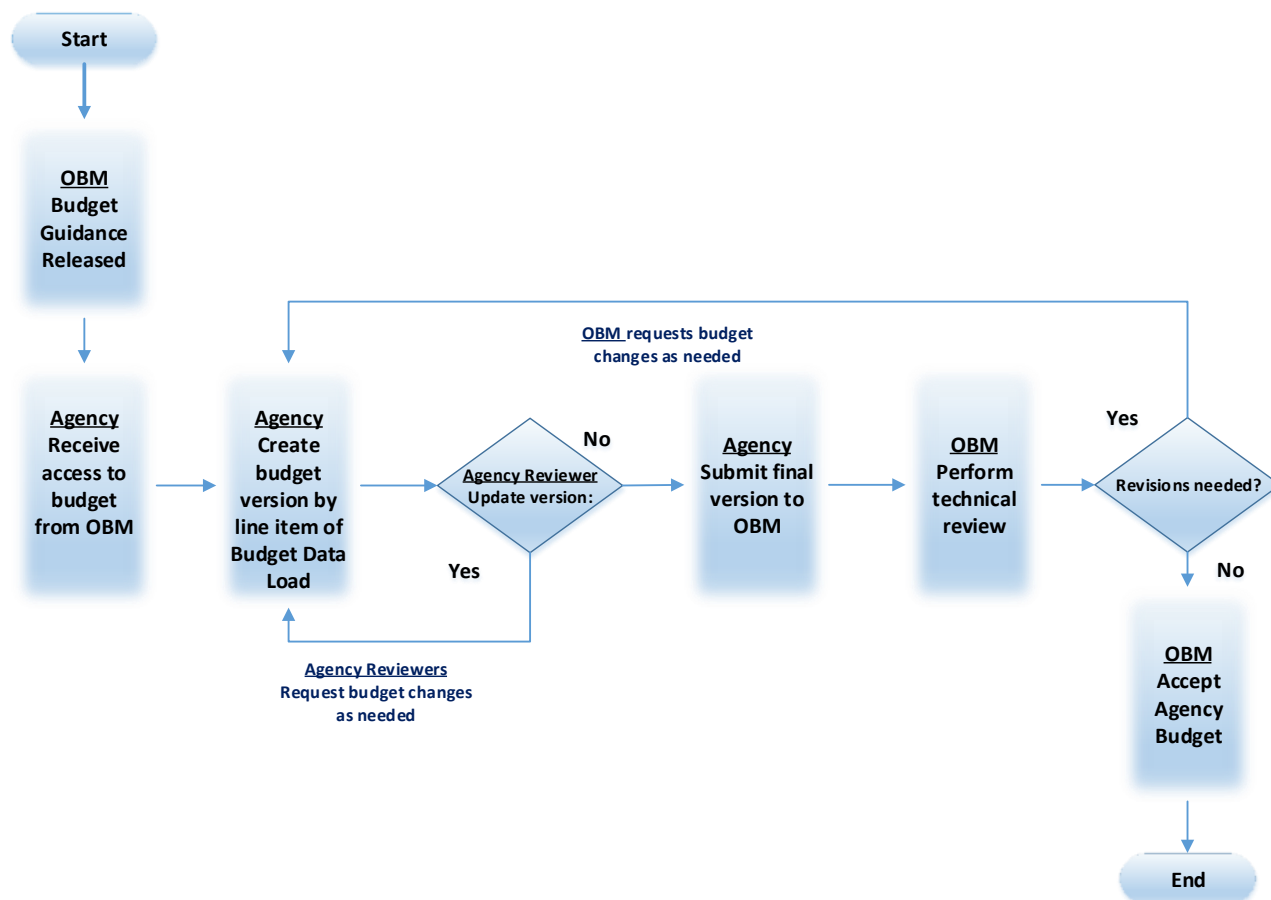 Start
OBM
Budget
Guidance
Released
OBM requests budget
changes as needed
Agency
Receive
access to
budget
from OBM
Agency
Create
budget
version by
line item of
Budget Data
Load
Agency Reviewer
Update version:
No
Yes
Agency Reviewers
Request budget changes
as needed
Agency
Submit final
version to
OBM
OBM
Perform
technical
review
Yes
Revisions needed?
No
OBM
Accept
Agency
Budget
End